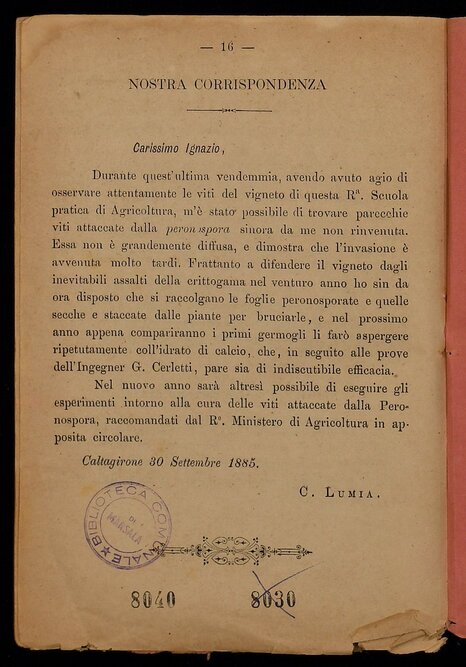 — 16 —
NOSTRA CORRISPONDENZA
Carissimo Ignazio,
Durante quest'ultima vendemmia, avendo avuto agio di
osservare attentamente le viti del vigneto di questa Rª. Scuola
pratica di Agricoltura, m'è stato possibile di trovare parecchie
viti attaccate dalla peronospora sinora da me non rinvenuta.
Essa non è grandemente diffusa, e dimostra che l'invasione è
avvenuta molto tardi. Frattanto a difendere il vigneto dagli
inevitabili assalti della crittogama nel venturo anno ho sin da
ora disposto che si raccolgano le foglie peronosporate e quelle
secche e staccate dalle piante per bruciarle, e nel prossimo
anno appena compariranno i primi germogli li farò aspergere
ripetutamente coll'idrato di calcio, che, in seguito alle prove
dell'Ingegner G. Cerletti, pare sia di indiscutibile efficacia.
Nel nuovo anno sarà altresì possibile di eseguire gli
esperimenti intorno alla cura delle viti attaccate dalla Pero-
nospora, raccomandati dal Rº. Ministero di Agricoltura in ap-
posita circolare.
Caltagirone 30 Settembre 1885.
C. LUMIA.
BIBLIOTECA COMUNALE
DI
MARSALA
8040 8030